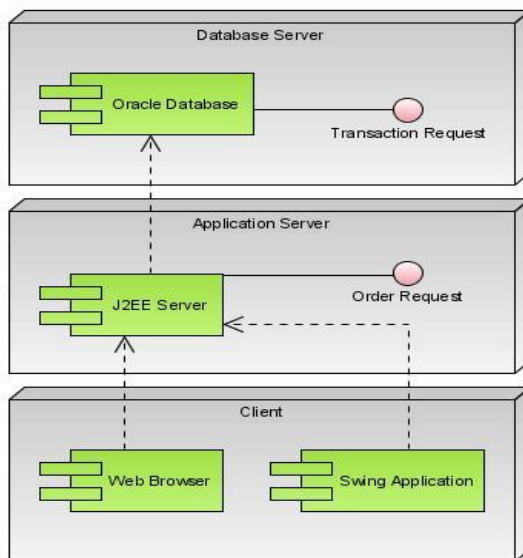 Database Server
Oracle Database
Transaction Request
Application Server
J2EE Server
Order Request
Client
Web Browser
Swing Application